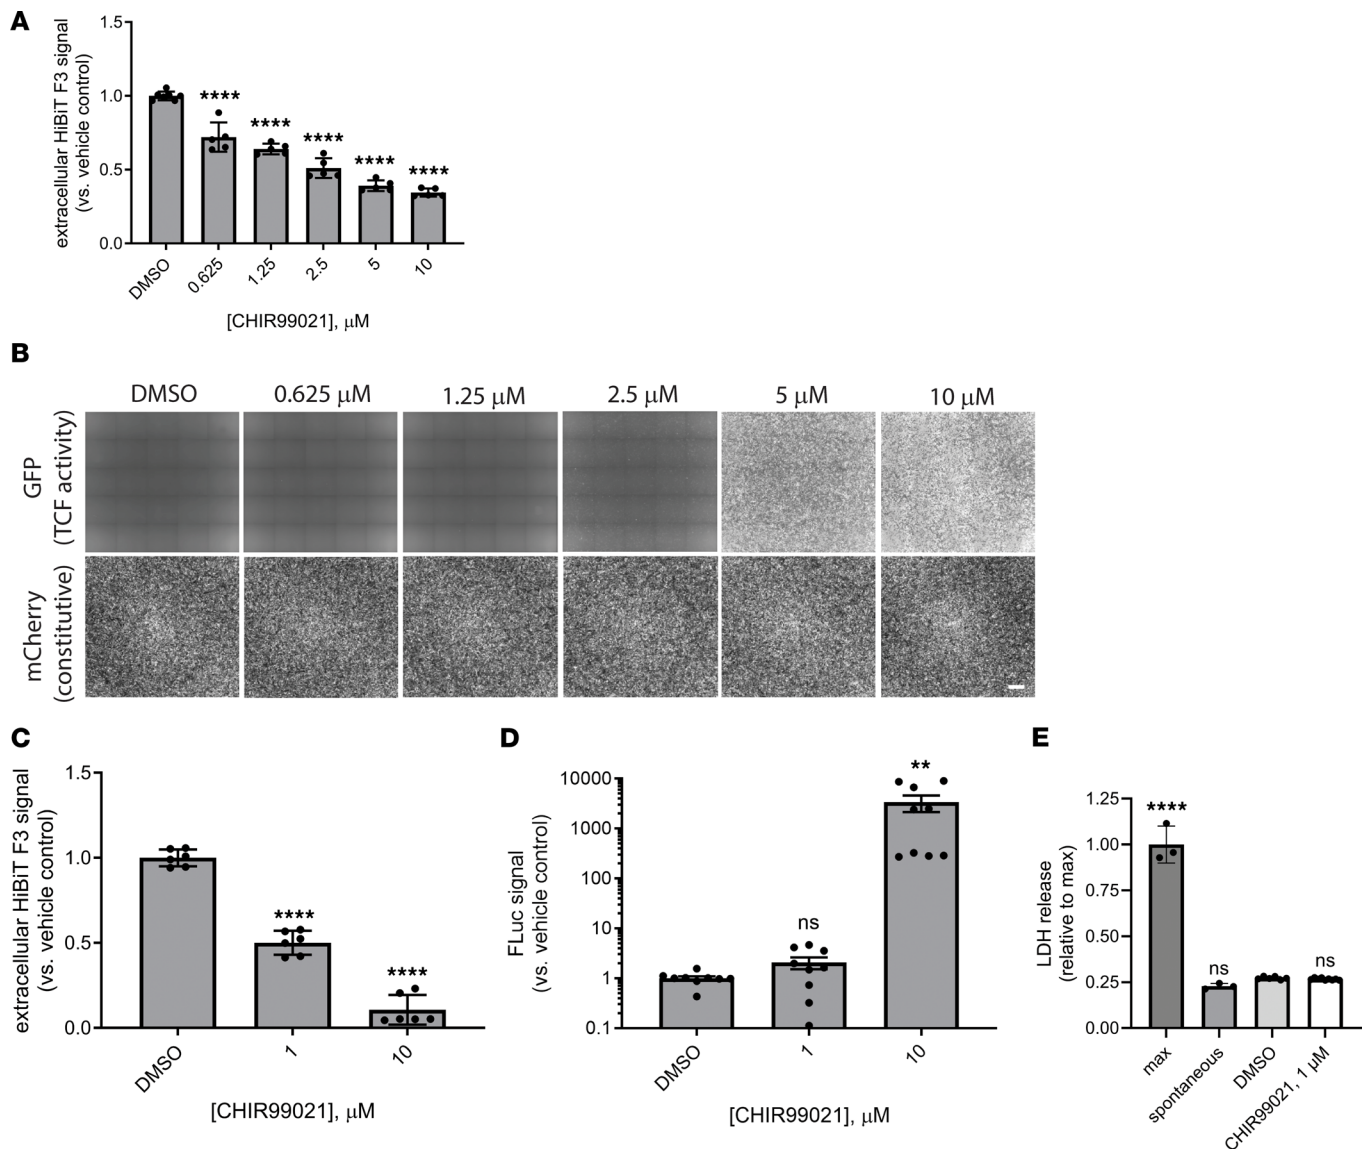 A
extracellular HiBiT F3 signal
(vs. vehicle control)
1.5
1.0
0.5
0.0
****
****
****
****
****
DMSO
0.625
1.25
2.5
5
10
[CHIR99021], μM
B
DMSO
0.625 μM
1.25 μM
2.5 μM
5 μM
10 μM
GFP
(TCF activity)
mCherry
(constitutive)
C
extracellular HiBiT F3 signal
(vs. vehicle control)
1.5
1.0
0.5
0.0
****
****
DMSO
1
10
[CHIR99021], μM
D
FLuc signal
(vs. vehicle control)
10000
1000
100
10
1
0.1
ns
**
DMSO
1
10
[CHIR99021], μM
E
LDH release
(relative to max)
1.25
1.00
0.75
0.50
0.25
0.00
****
ns
ns
max
spontaneous
DMSO
CHIR99021, 1 μM